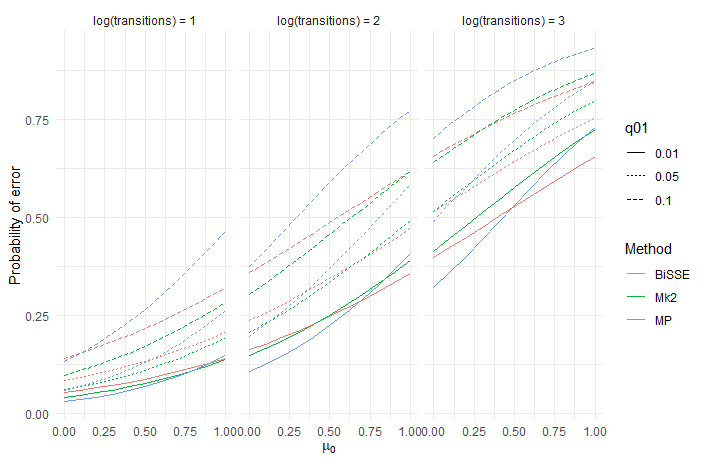 log(transitions) = 1 log(transitions) = 2 log(transitions) = 3
Probability of error
0.75
0.50
0.25
0.00
0.00 0.25 0.50 0.75 1.00 0.00 0.25 0.50 0.75 1.00 0.00 0.25 0.50 0.75 1.00
μ0
q01
0.01
0.05
0.1
Method
BiSSE
Mk2
MP